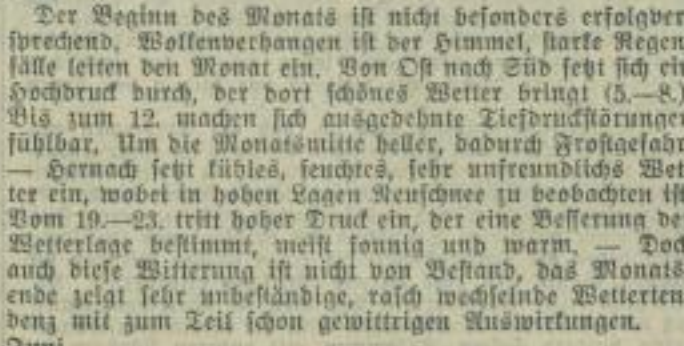 Der Beginn des Monats ist nicht besonders erfolgver
sprechend. Wolkenverhangen ist der Himmel, starke Regen
fälle leiten den Monat ein. Von Ost nach Süd setzt sich ein
Hochdruck durch, der dort schönes Wetter bringt (5.—8.)
Bis zum 12. machen sich ausgedehnte Tiefdruckstörungen
fühlbar. Um die Monatsmitte heller, dadurch Frostgefahr
— Hernach setzt kühles, feuchtes, sehr unfreundlichs Wet
ter ein, wobei in hohen Lagen Neuschnee zu beobachten ist
Vom 19.—23. tritt hoher Druck ein, der eine Besserung de
Wetterlage bestimmt, meist sonnig und warm. — Doch
auch diese Witterung ist nicht von Bestand, das Monats
ende zeigt sehr unbeständige, rasch wechselnde Wetterten
denz mit zum Teil schon gewittrigen Auswirkungen.
Juni